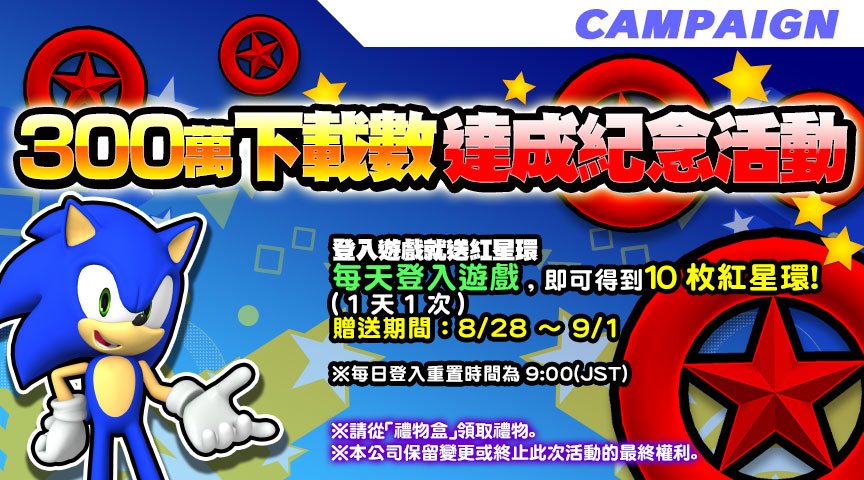 CAMPAIGN
300萬下載數達成紀念活動
登入遊戲就送紅星環
每天登入遊戲，即可得到10 枚紅星環!
(1 天 1 次)
贈送期間：8/28 ～ 9/1
※每日登入重置時間為 9:00(JST)
※請從「禮物盒」領取禮物。
※本公司保留變更或終止此次活動的最終權利。